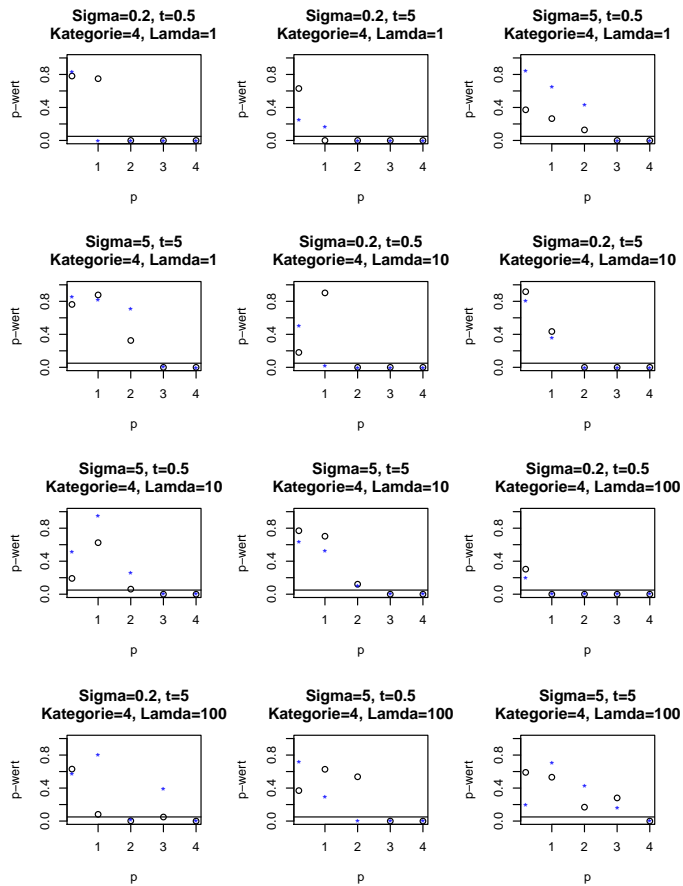 Sigma=0.2, t=0.5
Kategorie=4, Lamda=1
p−wert
0.0 0.4 0.8
1 2 3 4
p
Sigma=0.2, t=5
Kategorie=4, Lamda=1
p−wert
0.0 0.4 0.8
1 2 3 4
p
Sigma=5, t=0.5
Kategorie=4, Lamda=1
p−wert
0.0 0.4 0.8
1 2 3 4
p
Sigma=5, t=5
Kategorie=4, Lamda=1
p−wert
0.0 0.4 0.8
1 2 3 4
p
Sigma=0.2, t=0.5
Kategorie=4, Lamda=10
p−wert
0.0 0.4 0.8
1 2 3 4
p
Sigma=0.2, t=5
Kategorie=4, Lamda=10
p−wert
0.0 0.4 0.8
1 2 3 4
p
Sigma=5, t=0.5
Kategorie=4, Lamda=10
p−wert
0.0 0.4 0.8
1 2 3 4
p
Sigma=5, t=5
Kategorie=4, Lamda=10
p−wert
0.0 0.4 0.8
1 2 3 4
p
Sigma=0.2, t=0.5
Kategorie=4, Lamda=100
p−wert
0.0 0.4 0.8
1 2 3 4
p
Sigma=0.2, t=5
Kategorie=4, Lamda=100
p−wert
0.0 0.4 0.8
1 2 3 4
p
Sigma=5, t=0.5
Kategorie=4, Lamda=100
p−wert
0.0 0.4 0.8
1 2 3 4
p
Sigma=5, t=5
Kategorie=4, Lamda=100
p−wert
0.0 0.4 0.8
1 2 3 4
p